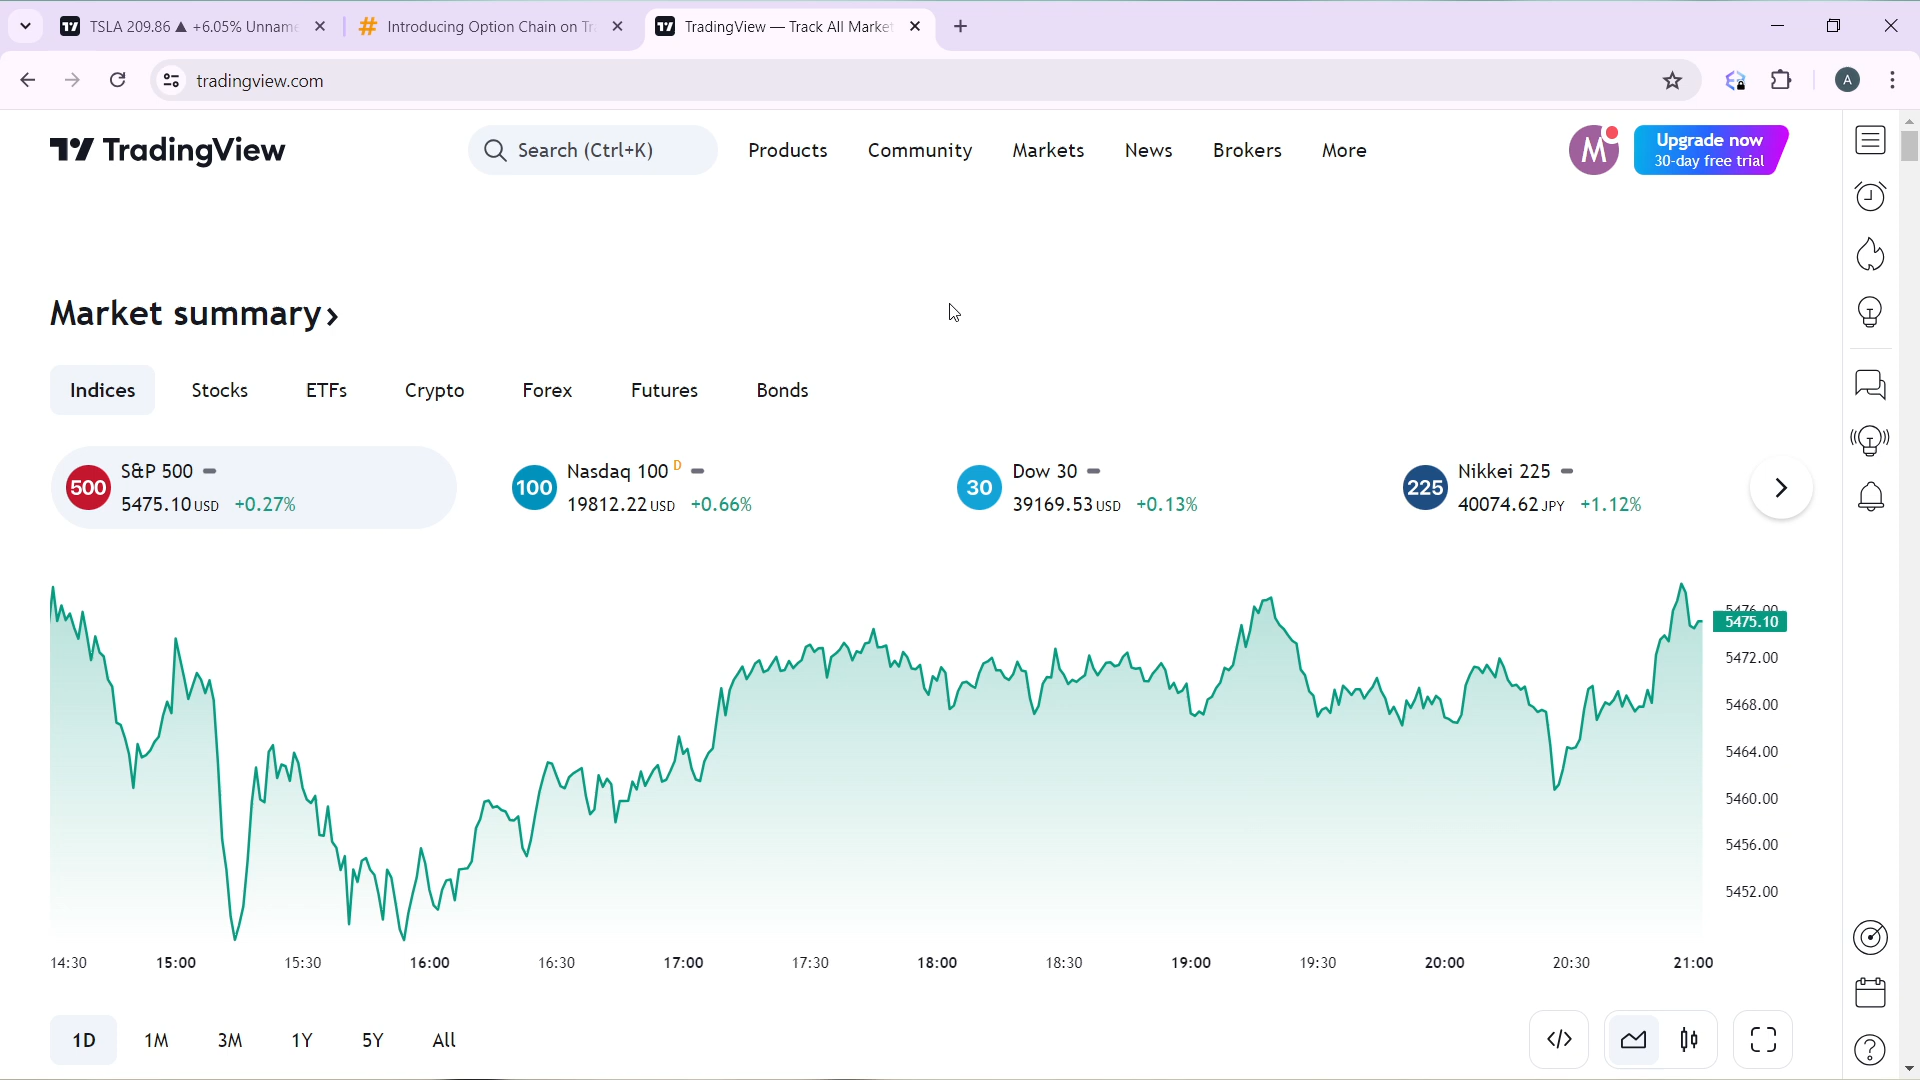 TSLA 209.86 ▲ +6.05% Unname
Introducing Option Chain on Tr
TradingView — Track All Market
tradingview.com
A
TradingView
Search (Ctrl+K)
Products
Community
Markets
News
Brokers
More
M
Upgrade now
30-day free trial
Market summary ›
Indices
Stocks
ETFs
Crypto
Forex
Futures
Bonds
500
S&P 500
5475.10 USD +0.27%
100
Nasdaq 100 D
19812.22 USD +0.66%
30
Dow 30
39169.53 USD +0.13%
225
Nikkei 225
40074.62 JPY +1.12%
5476.00
5475.10
5472.00
5468.00
5464.00
5460.00
5456.00
5452.00
14:30
15:00
15:30
16:00
16:30
17:00
17:30
18:00
18:30
19:00
19:30
20:00
20:30
21:00
1D
1M
3M
1Y
5Y
All